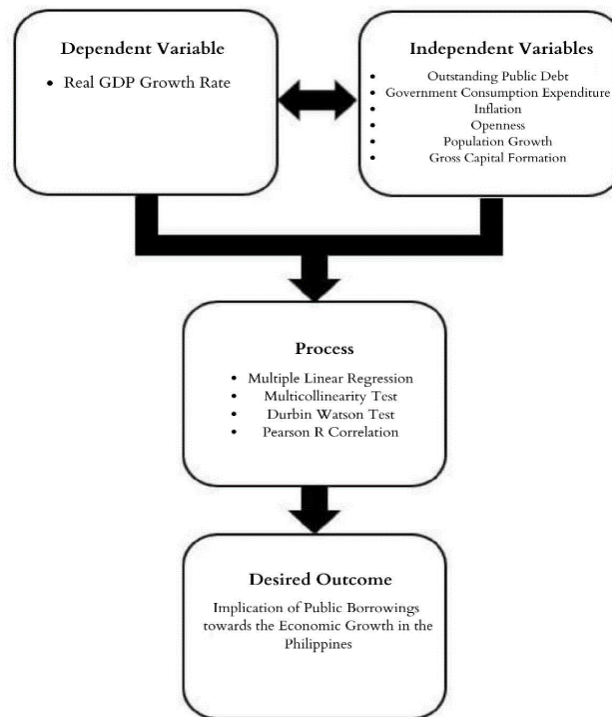 Dependent Variable
• Real GDP Growth Rate
Independent Variables
• Outstanding Public Debt
• Government Consumption Expenditure
• Inflation
• Openness
• Population Growth
• Gross Capital Formation
Process
• Multiple Linear Regression
• Multicollinearity Test
• Durbin Watson Test
• Pearson R Correlation
Desired Outcome
Implication of Public Borrowings
towards the Economic Growth in the
Philippines